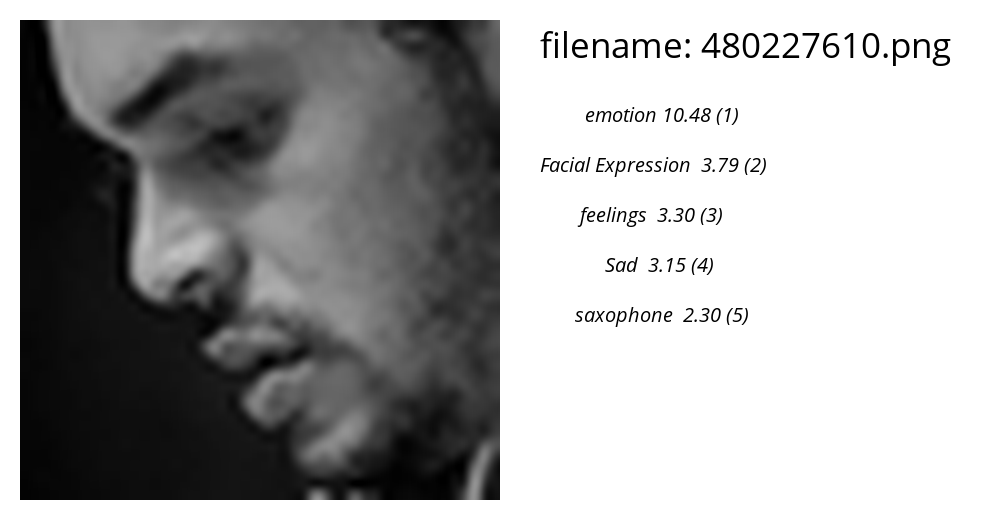 filename: 480227610.png
emotion 10.48 (1)
Facial Expression 3.79 (2)
feelings 3.30 (3)
Sad 3.15 (4)
saxophone 2.30 (5)